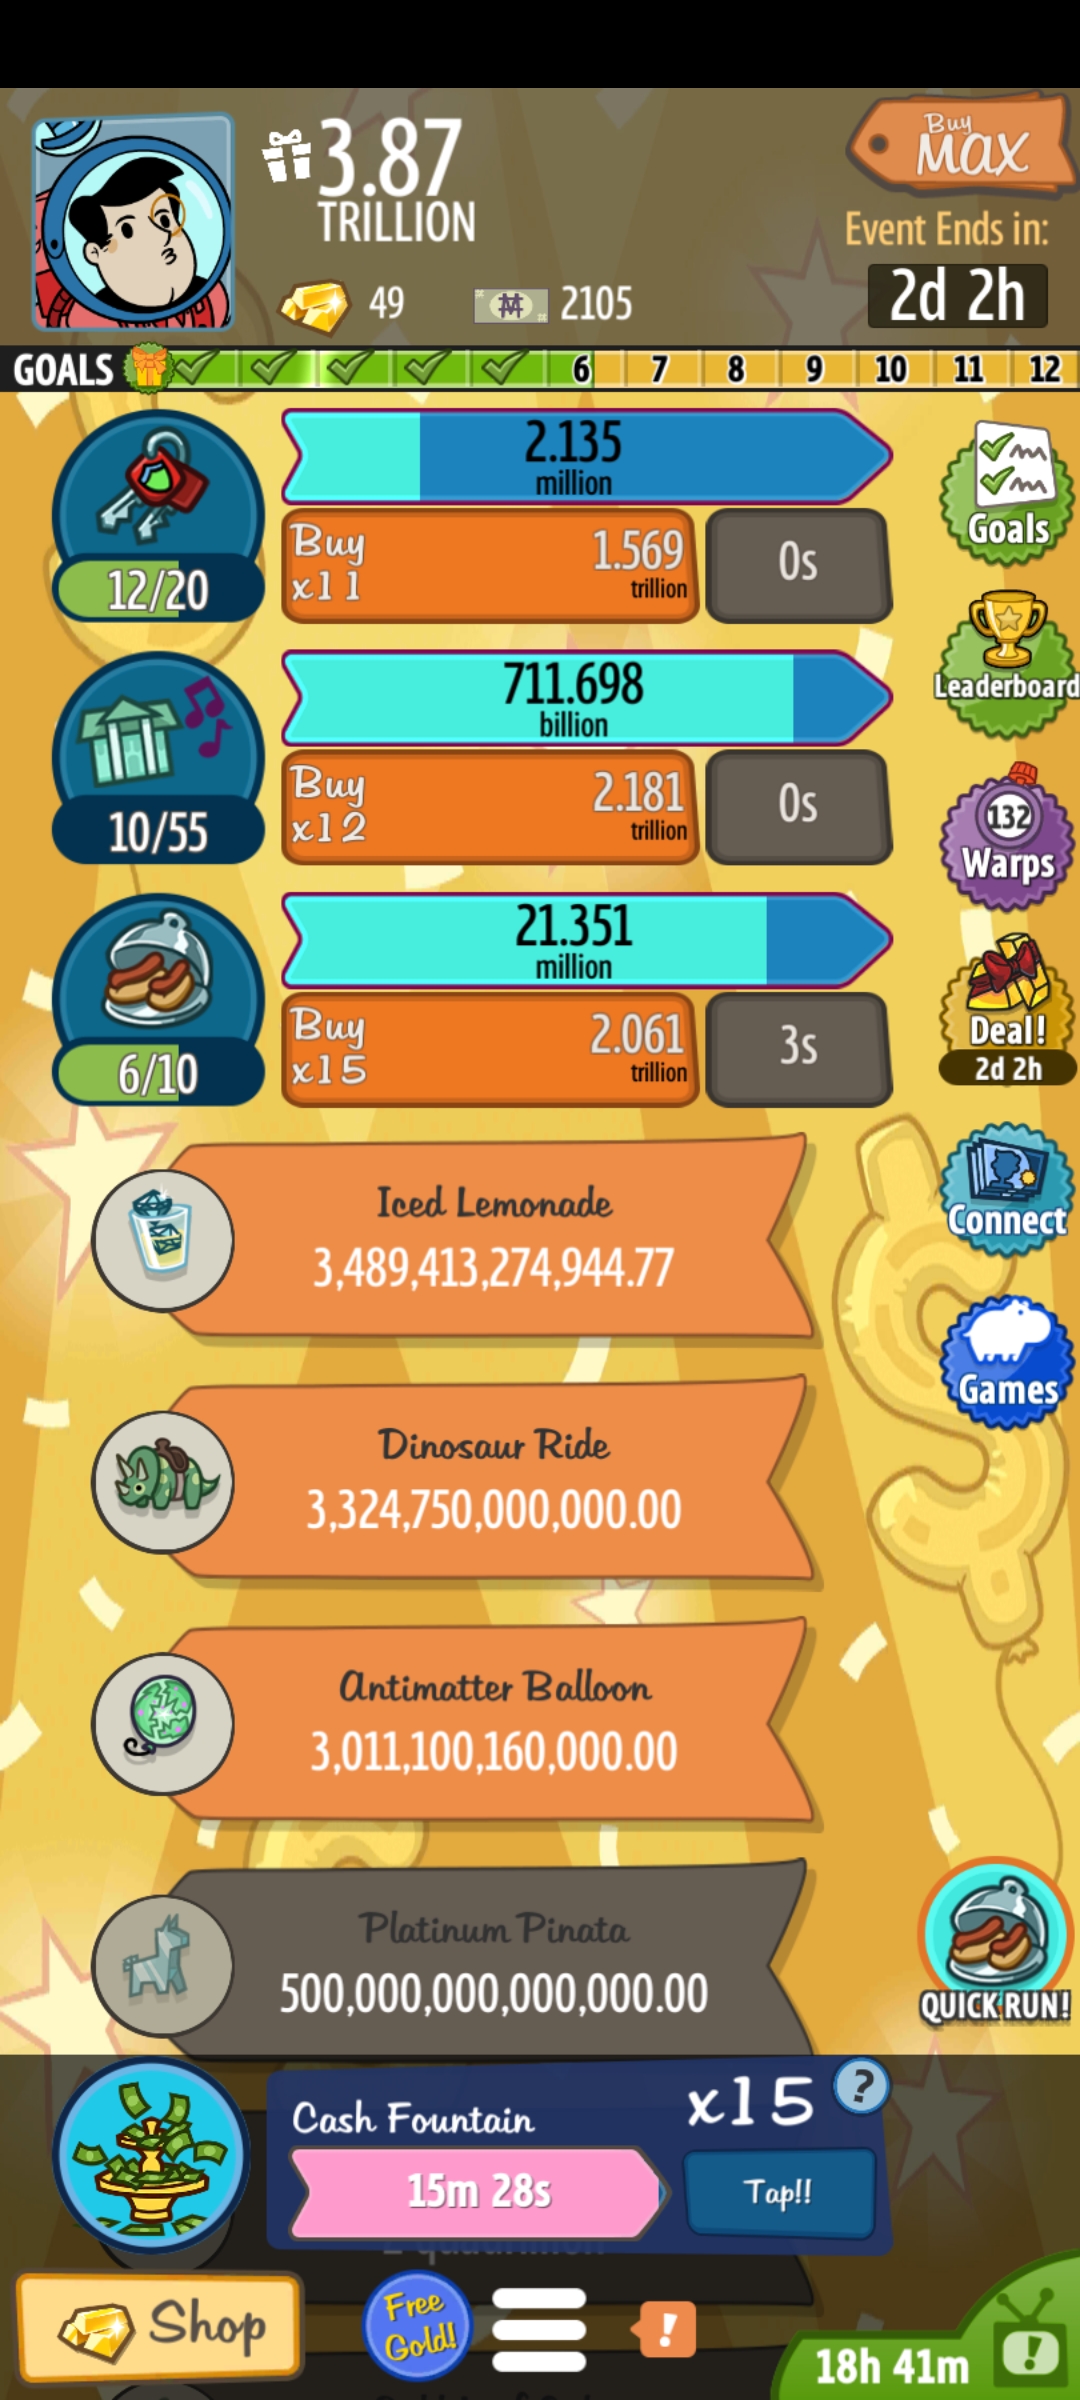 3.87
TRILLION
49
2105
Buy
MAX
Event Ends in:
2d 2h
GOALS 6 7 8 9 10 11 12
2.135
million
12/20
Buy
x11
1.569
trillion
0s
Goals
Leaderboard
711.698
billion
10/55
Buy
x12
2.181
trillion
0s
132
Warps
21.351
million
6/10
Buy
x15
2.061
trillion
3s
Deal!
2d 2h
Iced Lemonade
3,489,413,274,944.77
Connect
Dinosaur Ride
3,324,750,000,000.00
Games
Antimatter Balloon
3,011,100,160,000.00
Platinum Pinata
500,000,000,000,000.00
QUICK RUN!
Cash Fountain
x15
?
15m 28s
Tap!!
Shop
Free
Gold!
!
18h 41m
!